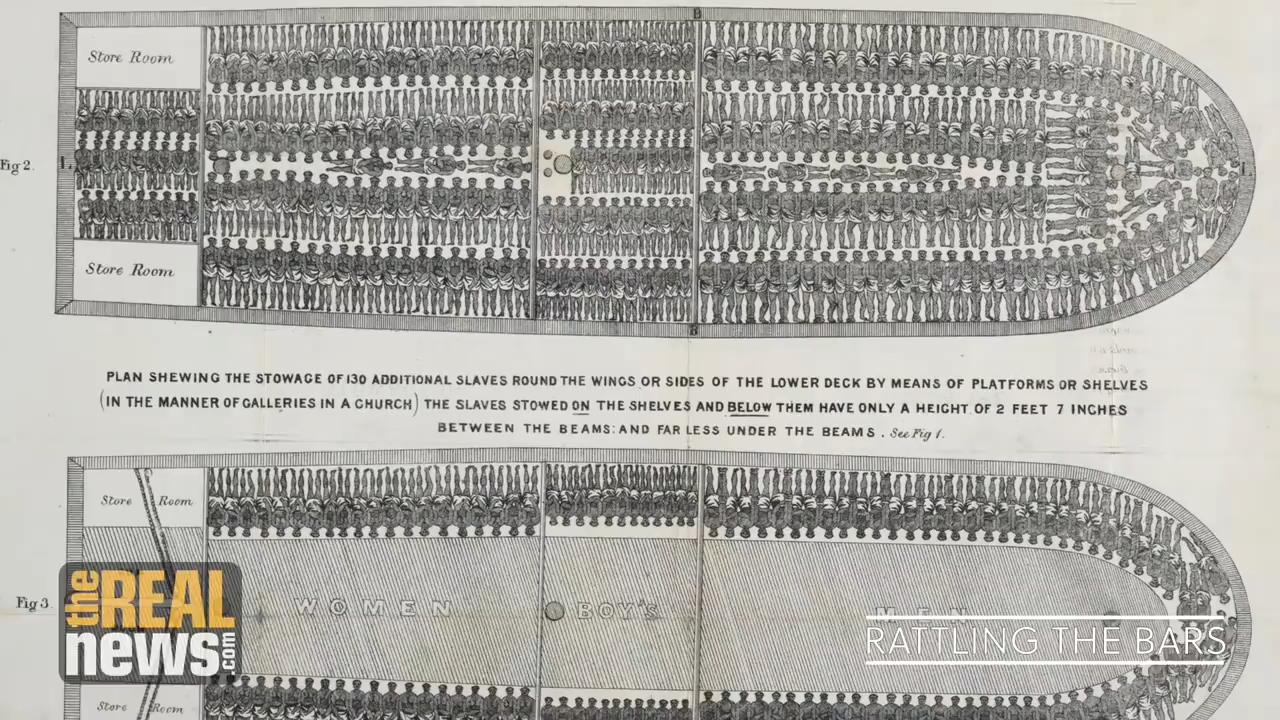 Store Room
Fig 2.
Store Room
PLAN SHEWING THE STOWAGE OF 130 ADDITIONAL SLAVES ROUND THE WINGS OR SIDES OF THE LOWER DECK BY MEANS OF PLATFORMS OR SHELVES
(IN THE MANNER OF GALLERIES IN A CHURCH) THE SLAVES STOWED ON THE SHELVES AND BELOW THEM HAVE ONLY A HEIGHT OF 2 FEET 7 INCHES
BETWEEN THE BEAMS: AND FAR LESS UNDER THE BEAMS. See Fig 1.
Store Room
Fig 3.
WOMEN
BOY'S
MEN
the REAL
news.com
RATTLING THE BARS
Store Room